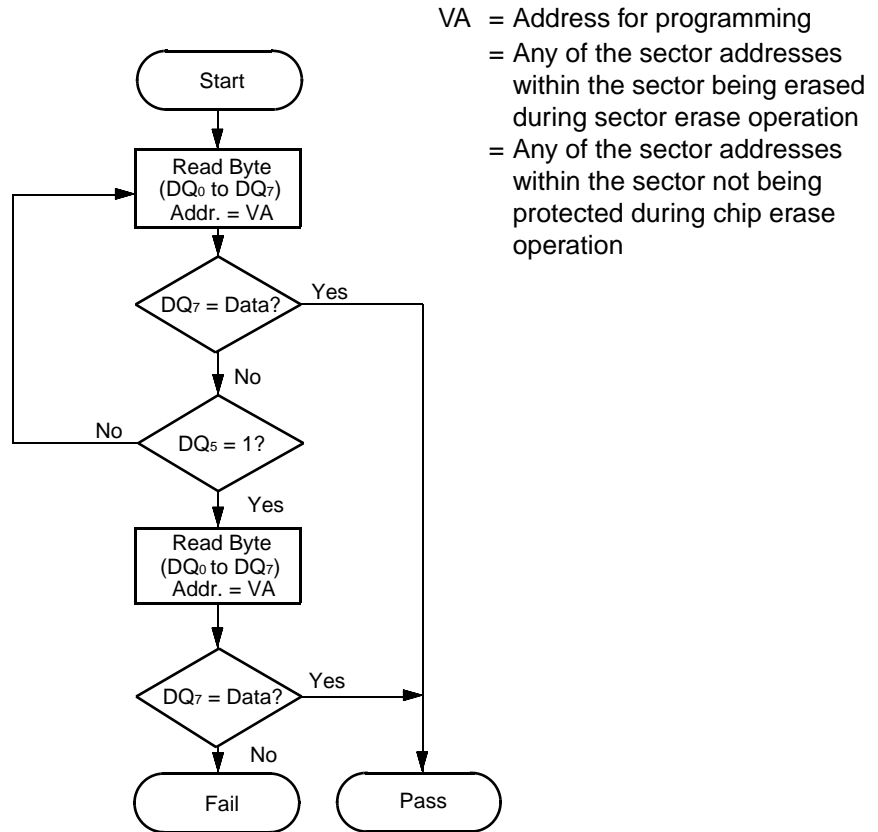 VA = Address for programming
= Any of the sector addresses
within the sector being erased
during sector erase operation
= Any of the sector addresses
within the sector not being
protected during chip erase
operation
Start
Read Byte
(DQ0 to DQ7)
Addr. = VA
DQ7 = Data?
Yes
No
DQ5 = 1?
No
Yes
Read Byte
(DQ0 to DQ7)
Addr. = VA
DQ7 = Data?
Yes
No
Fail
Pass